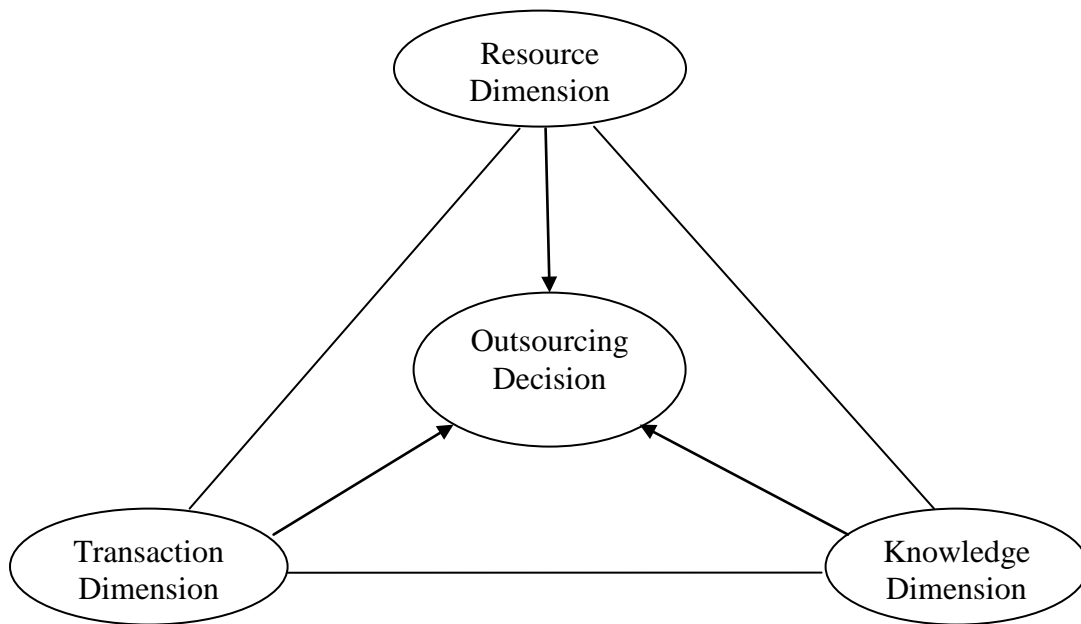 Resource
Dimension
Outsourcing
Decision
Transaction
Dimension
Knowledge
Dimension